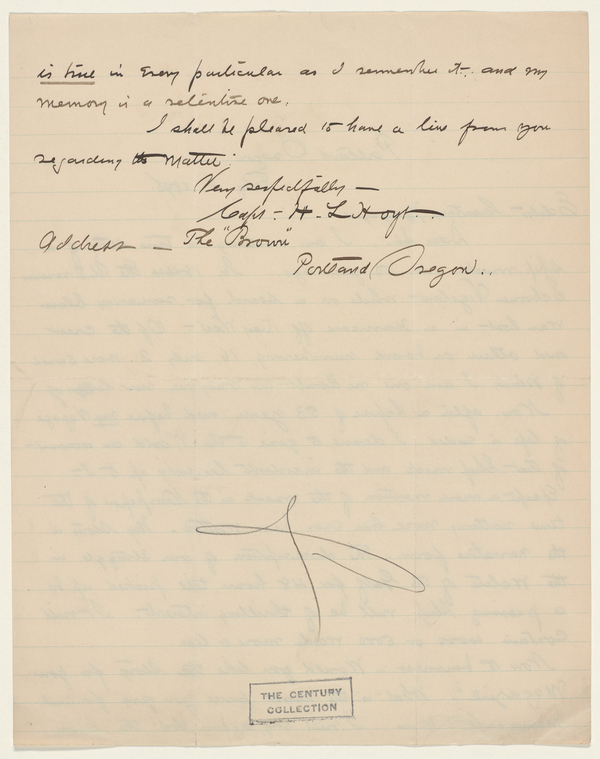 is true in Every particular as I remember it - and my
memory is a retentive one.
I shall be pleased to have a line from you
regarding the Matter.
Very respectfully -
Capt - H - L Hoyt -
Address - The "Brown"
Portland Oregon..
THE CENTURY
COLLECTION